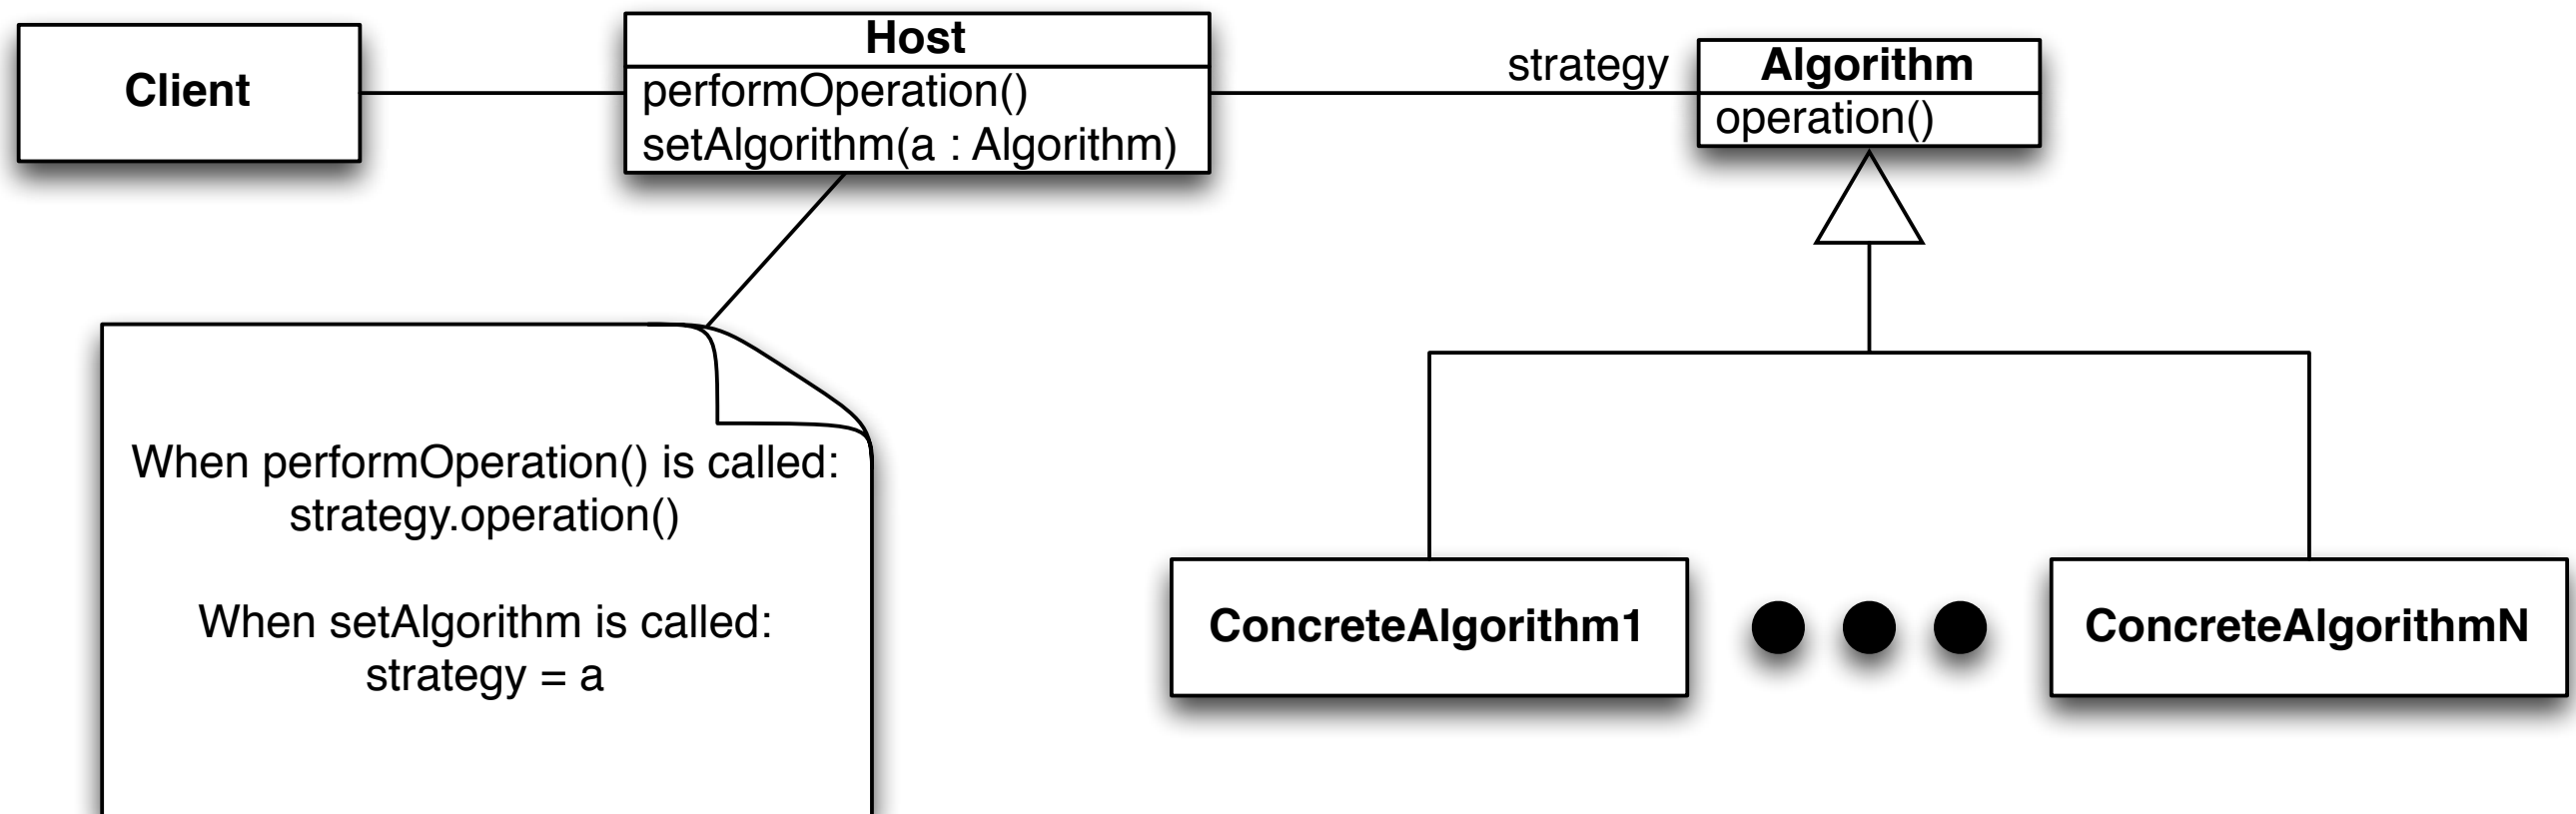 Client
Host
performOperation()
setAlgorithm(a : Algorithm)
strategy
Algorithm
operation()
When performOperation() is called:
strategy.operation()
When setAlgorithm is called:
strategy = a
ConcreteAlgorithm1
ConcreteAlgorithmN